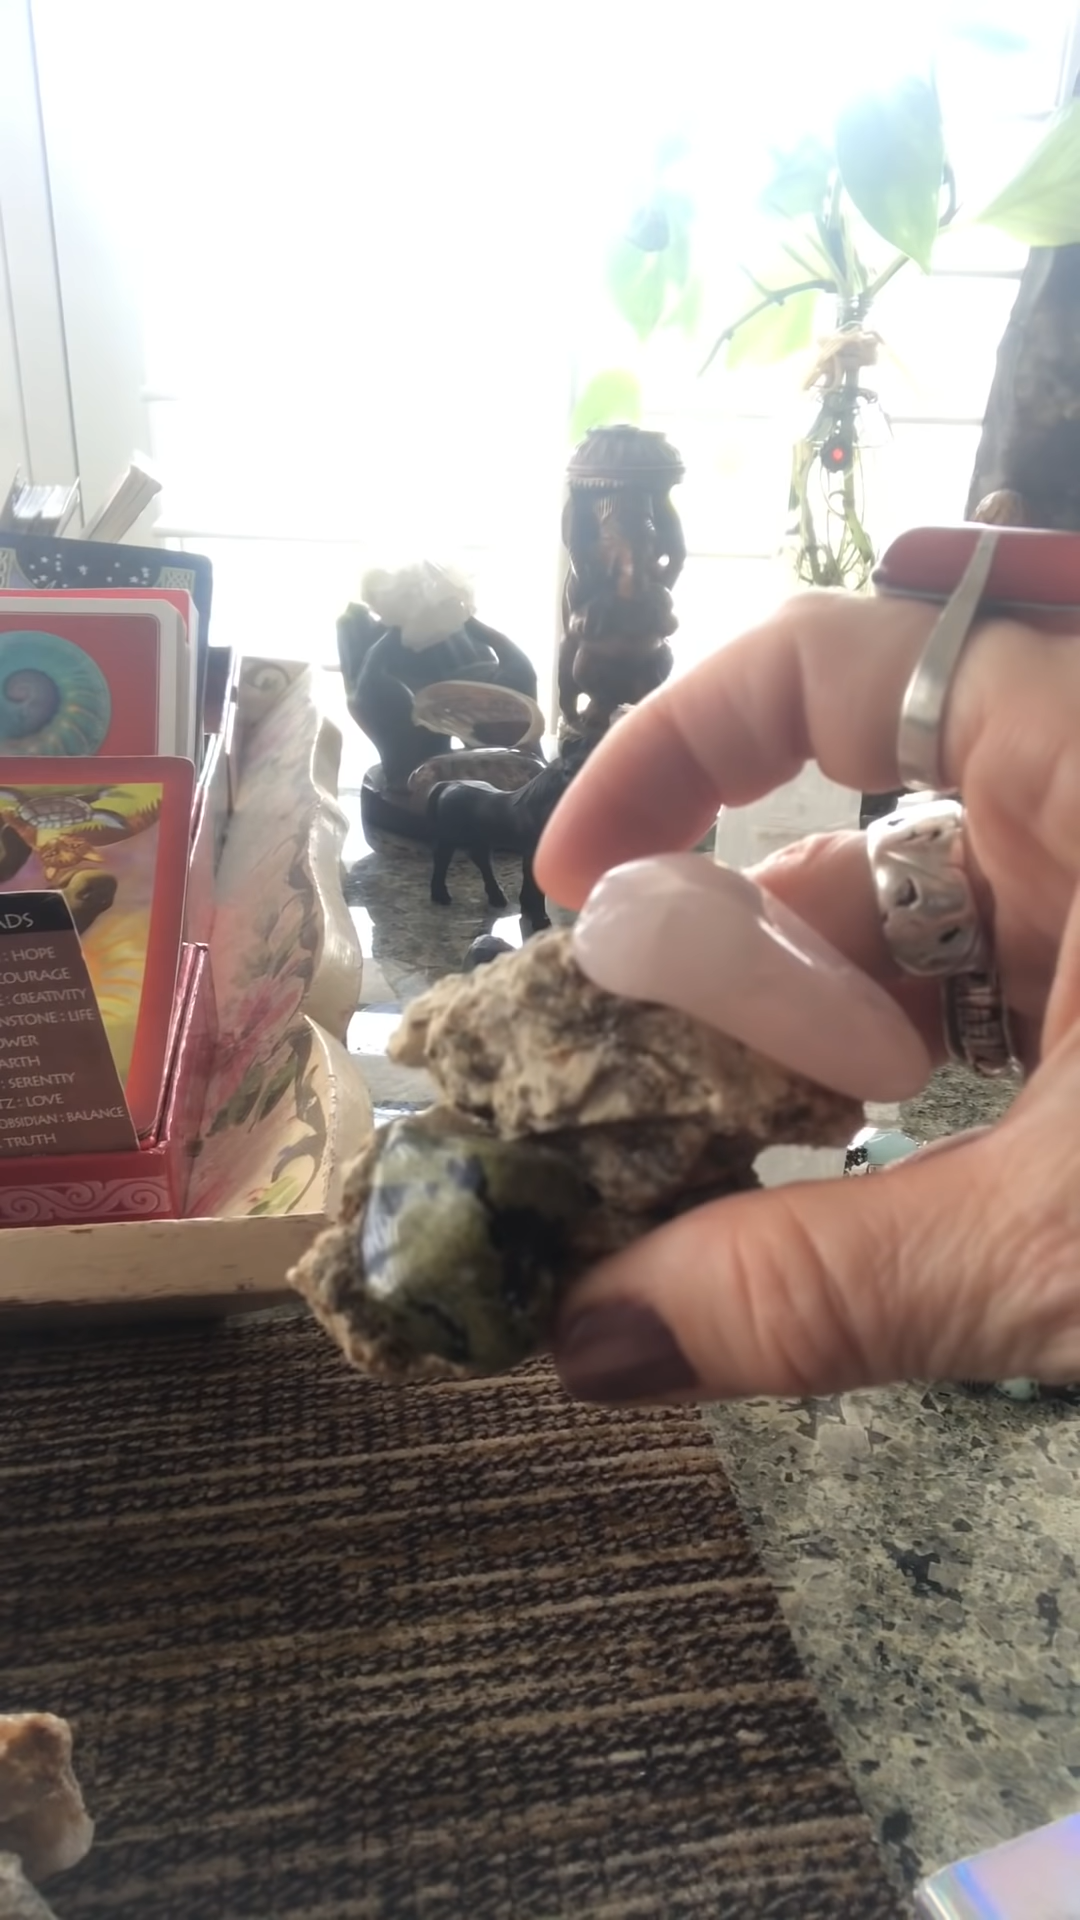 ADS
: HOPE
COURAGE
E : CREATIVITY
NSTONE : LIFE
OWER
ARTH
: SERENTIY
TZ : LOVE
OBSIDIAN : BALANCE
TRUTH